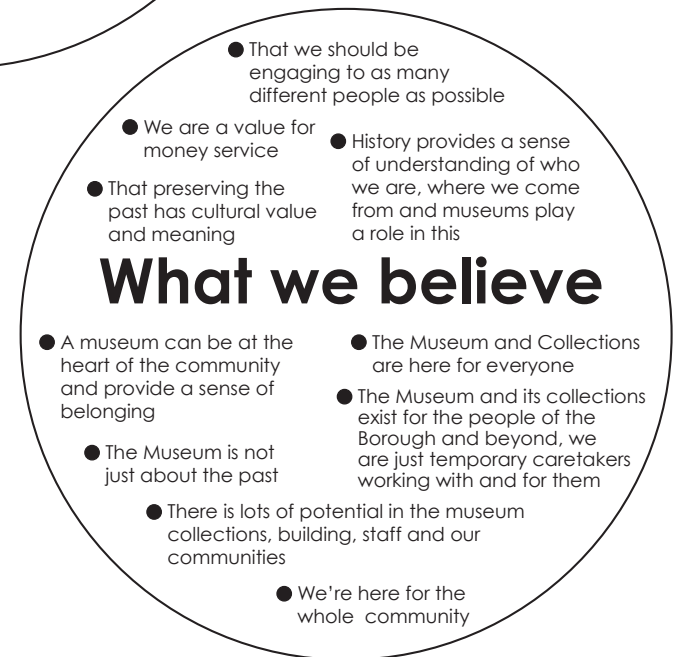 That we should be
engaging to as many
different people as possible
We are a value for
money service
History provides a sense
of understanding of who
we are, where we come
from and museums play
a role in this
That preserving the
past has cultural value
and meaning
What we believe
A museum can be at the
heart of the community
and provide a sense of
belonging
The Museum and Collections
are here for everyone
The Museum and its collections
exist for the people of the
Borough and beyond, we
are just temporary caretakers
working with and for them
The Museum is not
just about the past
There is lots of potential in the museum
collections, building, staff and our
communities
We're here for the
whole  community